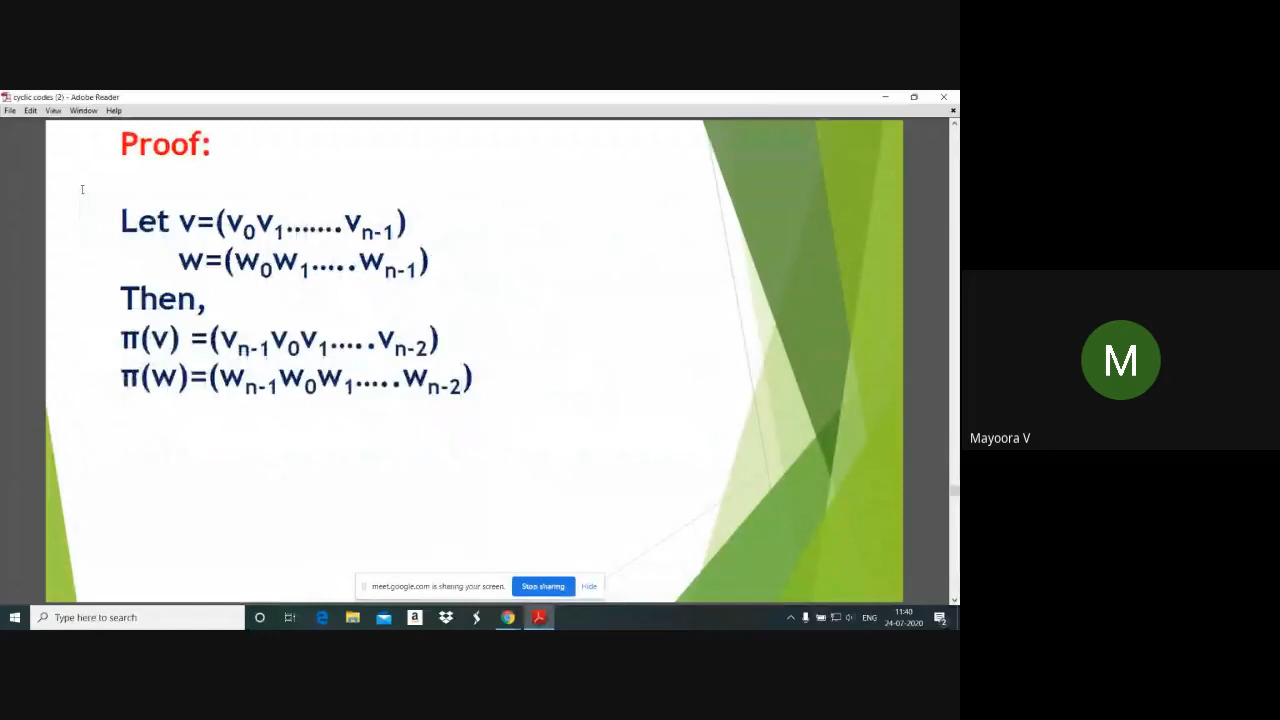 cyclic codes (2) - Adobe Reader
File Edit View Window Help
Proof:
Let v=(v₀v₁.......vₙ₋₁)
w=(w₀w₁.....wₙ₋₁)
Then,
π(v) =(vₙ₋₁v₀v₁.....vₙ₋₂)
π(w)=(wₙ₋₁w₀w₁.....wₙ₋₂)
M
Mayoora V
meet.google.com is sharing your screen. Stop sharing Hide
Type here to search
ENG
11:40
24-07-2020
2